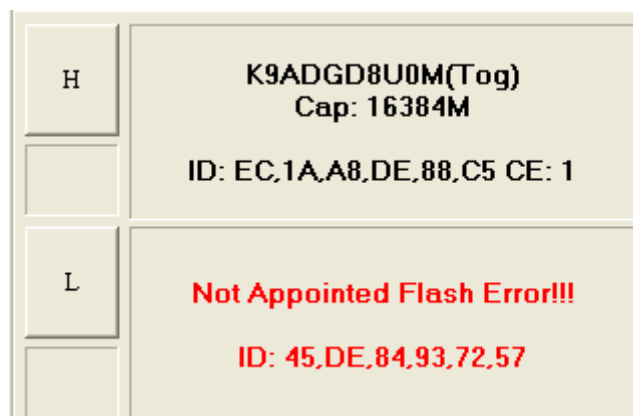 H
K9ADGD8U0M(Tog)
Cap: 16384M
ID: EC,1A,A8,DE,88,C5 CE: 1
L
Not Appointed Flash Error!!!
ID: 45,DE,84,93,72,57